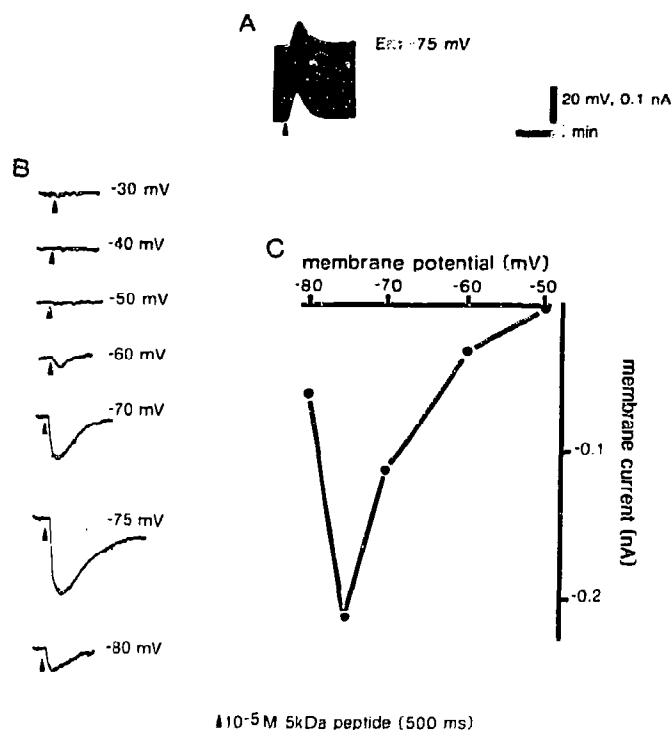 A
-75 mV
20 mV, 0.1 nA
min
B
-30 mV
-40 mV
-50 mV
-60 mV
-70 mV
-75 mV
-80 mV
C
membrane potential (mV)
-80 -70 -60 -50
membrane current (nA)
-0.1
-0.2
10⁻⁵M 5kDa peptide (500 ms)